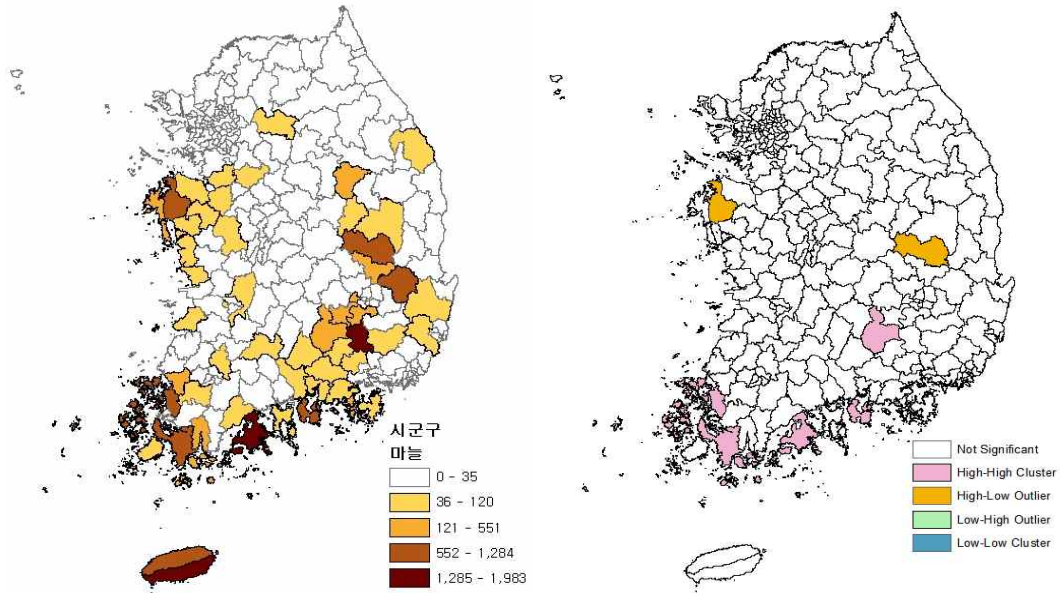 시군구
마늘
0 - 35
36 - 120
121 - 551
552 - 1,284
1,285 - 1,983
Not Significant
High-High Cluster
High-Low Outlier
Low-High Outlier
Low-Low Cluster